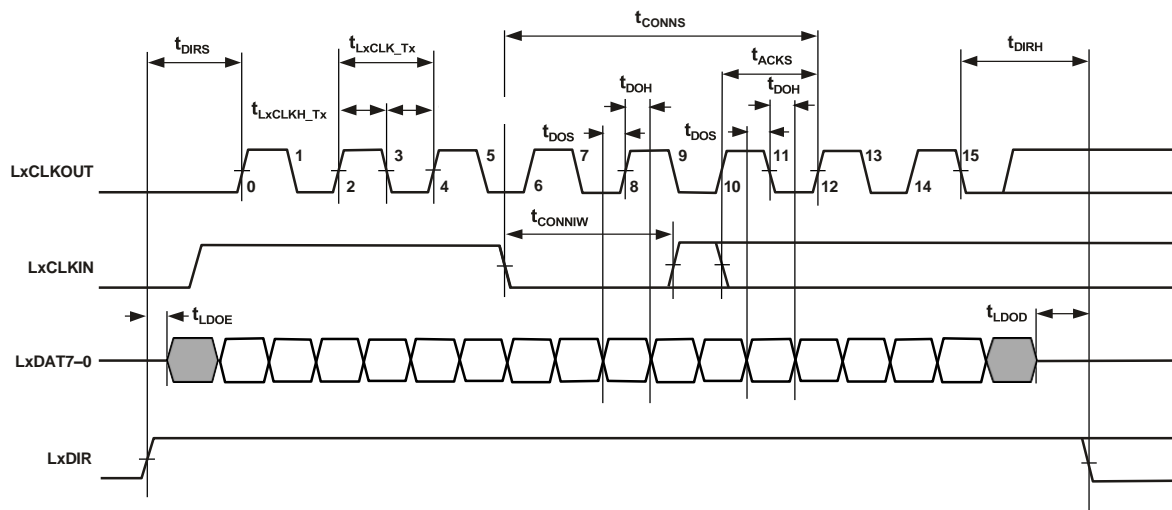 tCONNS
tDIRS
tLxCLK_Tx
tDIRH
tACKS
tDOH
tDOH
tLxCLKH_Tx
tDOS
tDOS
1 3 5 7 9 11 13 15
LxCLKOUT
0 2 4 6 8 10 12 14
tCONNIW
LxCLKIN
tLDOE
tLDOD
LxDAT7–0
LxDIR